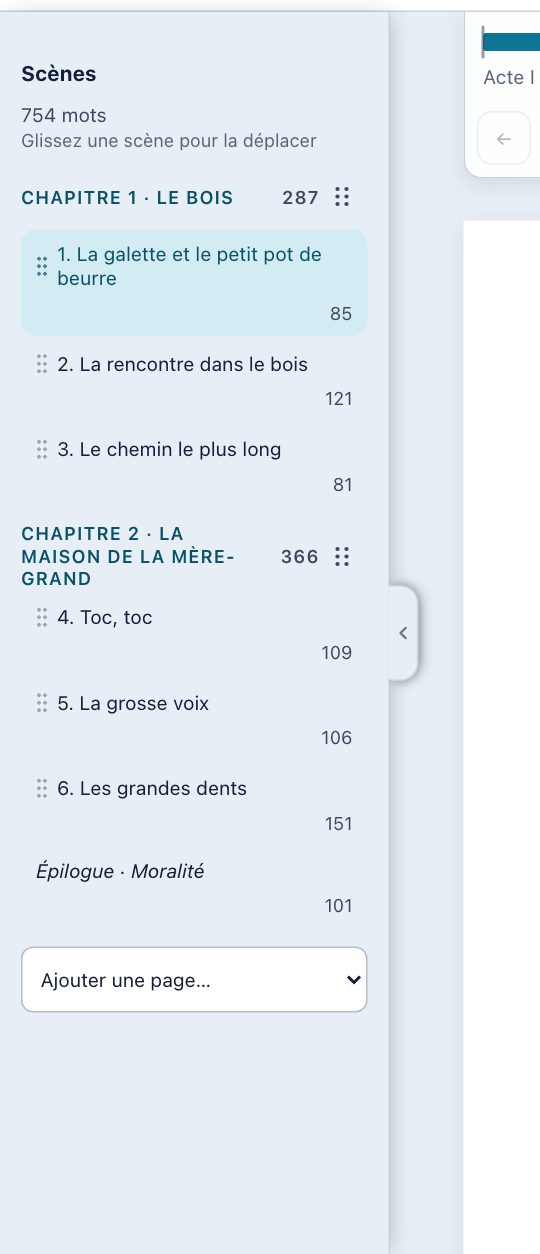 Scènes
754 mots
Glissez une scène pour la déplacer
CHAPITRE 1 · LE BOIS 287
1. La galette et le petit pot de
beurre
85
2. La rencontre dans le bois
121
3. Le chemin le plus long
81
CHAPITRE 2 · LA
MAISON DE LA MÈRE-
GRAND
366
4. Toc, toc
109
5. La grosse voix
106
6. Les grandes dents
151
Épilogue · Moralité
101
Ajouter une page...
Acte I